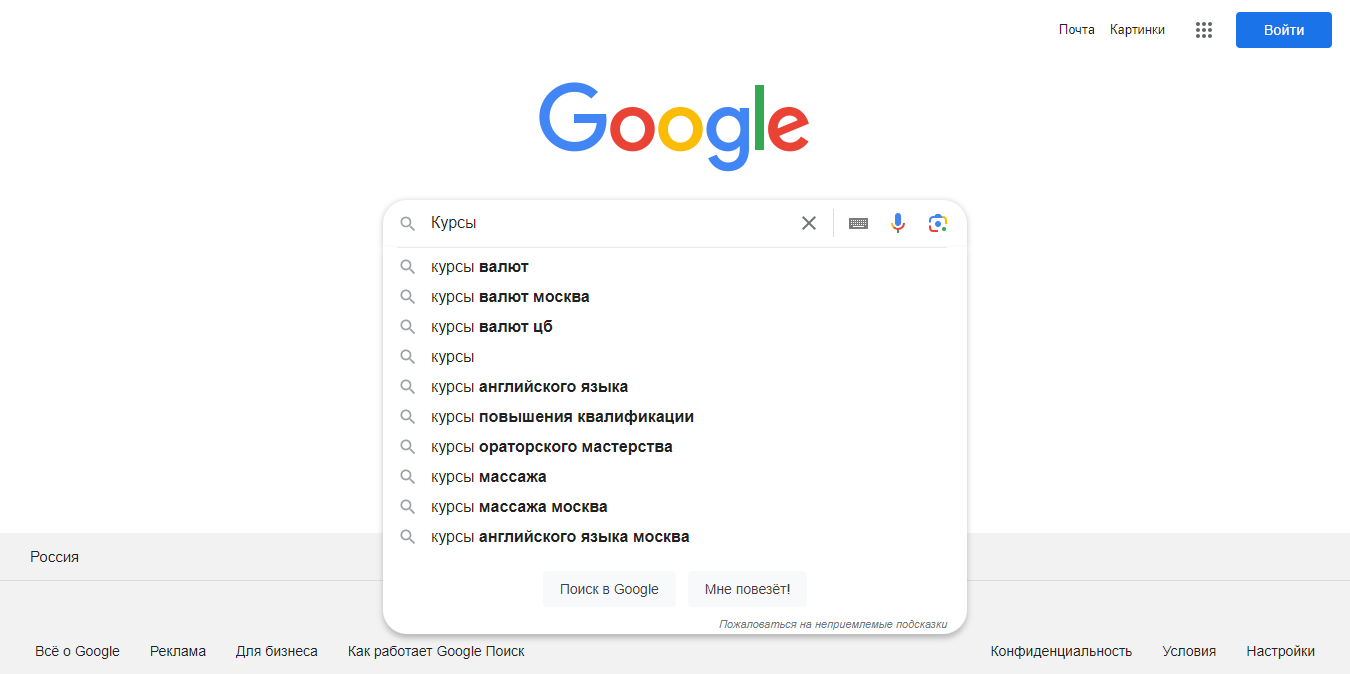 Почта Картинки Войти
Google
Курсы
курсы валют
курсы валют москва
курсы валют цб
курсы
курсы английского языка
курсы повышения квалификации
курсы ораторского мастерства
курсы массажа
курсы массажа москва
курсы английского языка москва
Россия
Поиск в Google Мне повезёт!
Пожаловаться на неприемлемые подсказки
Всё о Google Реклама Для бизнеса Как работает Google Поиск Конфиденциальность Условия Настройки